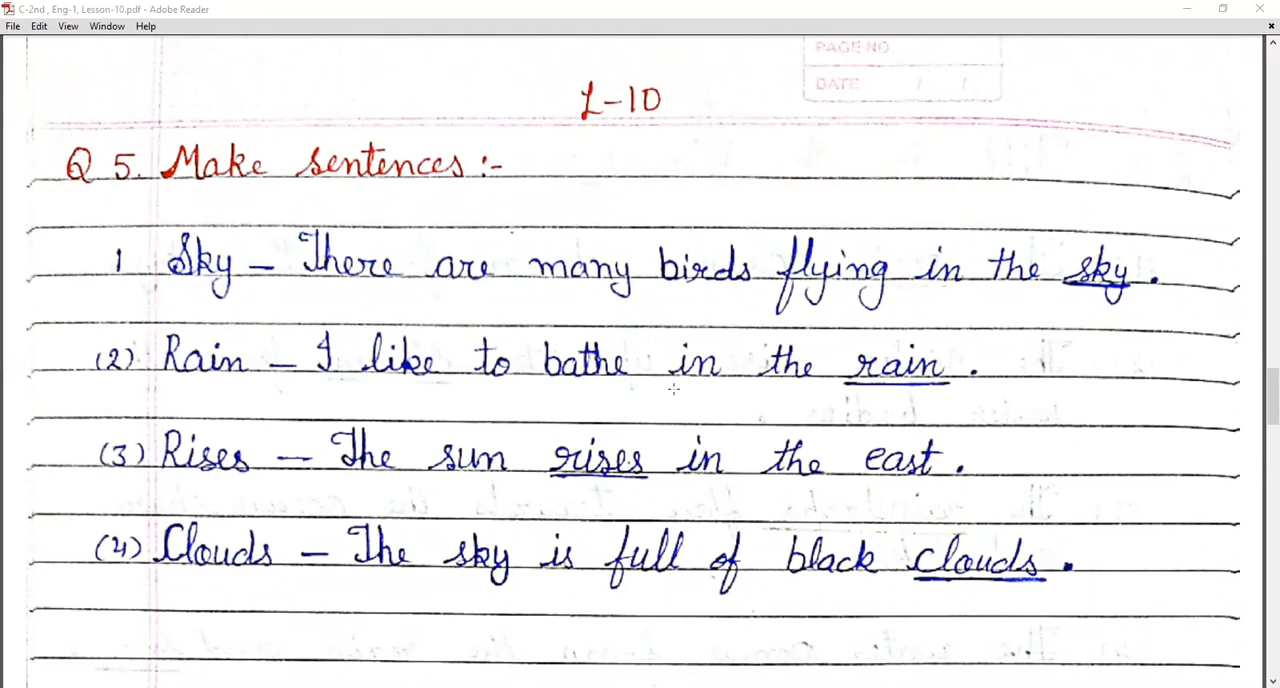 C-2nd , Eng-1, Lesson-10.pdf - Adobe Reader
File Edit View Window Help
PAGE NO
DATE / /
L-10
Q 5. Make sentences :-
1 Sky - There are many birds flying in the sky.
(2) Rain - I like to bathe in the rain.
(3) Rises - The sun rises in the east.
(4) Clouds - The sky is full of black clouds.